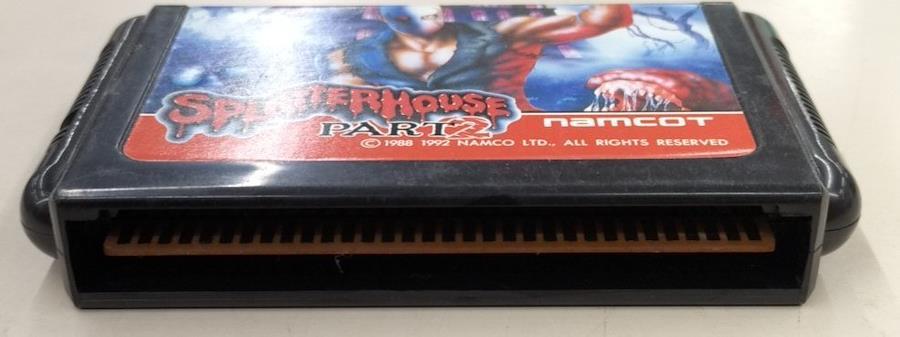 SPLATTERHOUSE
PART2
namcot
© 1988 1992 NAMCO LTD., ALL RIGHTS RESERVED